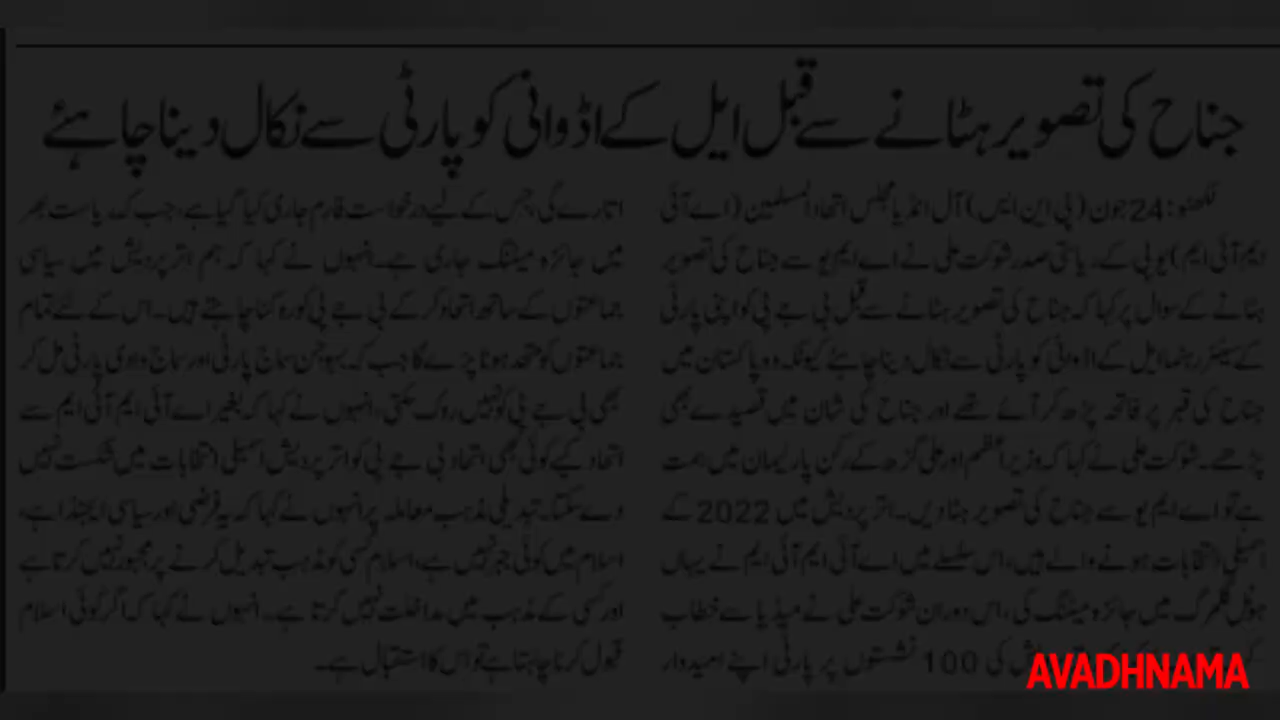 جناح کی تصویر ہٹانے سے قبل ایل کے اڈوانی کو پارٹی سے نکال دینا چاہئے
لکھنؤ:24جون (پی این ایس) آل انڈیا مجلس اتحاد المسلمین (اے آئی
ایم آئی ایم) یو پی کے ریاستی صدر شوکت علی نے اے ایم یو سے جناح کی تصویر
ہٹانے کے سوال پر کہا کہ جناح کی تصویر ہٹانے سے قبل بی جے پی کو اپنی پارٹی
کے سینئر رہنما ایل کے اڈوانی کو پارٹی سے نکال دینا چاہئے کیونکہ وہ پاکستان میں
جناح کی قبر پر فاتحہ پڑھ کر آئے تھے اور جناح کی شان میں قصیدے بھی
پڑھے۔ شوکت علی نے کہا کہ وزیر اعظم اور علی گڑھ کے رکن پارلیمان میں ہمت
ہے تو اے ایم یو سے جناح کی تصویر ہٹا دیں۔ اتر پردیش میں 2022 کے
اسمبلی انتخابات ہونے والے ہیں، اس سلسلے میں اے آئی ایم آئی ایم نے یہاں
ہوٹل گلمرگ میں جائزہ میٹنگ کی، اس دوران شوکت علی نے میڈیا سے خطاب
کی 100 نشستوں پر پارٹی اپنے امیدوار
اتارے گی جس کے لیے درخواست فارم جاری کیا گیا ہے، جب کہ ریاست بھر
میں جائزہ میٹنگ جاری ہے۔ انہوں نے کہا کہ ہم اتر پردیش میں سیاسی
جماعتوں کے ساتھ اتحاد کر کے بی جے پی کو روکنا چاہتے ہیں۔ اس کے لئے تمام
جماعتوں کو متحد ہونا پڑے گا جب کہ بہوجن سماج پارٹی اور سماج وادی پارٹی مل کر
بھی بی جے پی کو نہیں روک سکتی، انہوں نے کہا کہ بغیر اے آئی ایم آئی ایم سے
اتحاد کیے کوئی بھی اتحاد بی جے پی کو اتر پردیش اسمبلی انتخابات میں شکست نہیں
دے سکتا۔ تبدیلی مذہب معاملہ پر انہوں نے کہا کہ یہ فرضی اور سیاسی ایجنڈا ہے،
اسلام میں کوئی جبر نہیں ہے، اسلام کسی کو مذہب تبدیل کرنے پر مجبور نہیں کرتا ہے
اور کسی کے مذہب میں مداخلت نہیں کرتا ہے۔ انہوں نے کہا کہ اگر کوئی اسلام
قبول کرنا چاہتا ہے تو اس کا استقبال ہے۔
AVADHNAMA